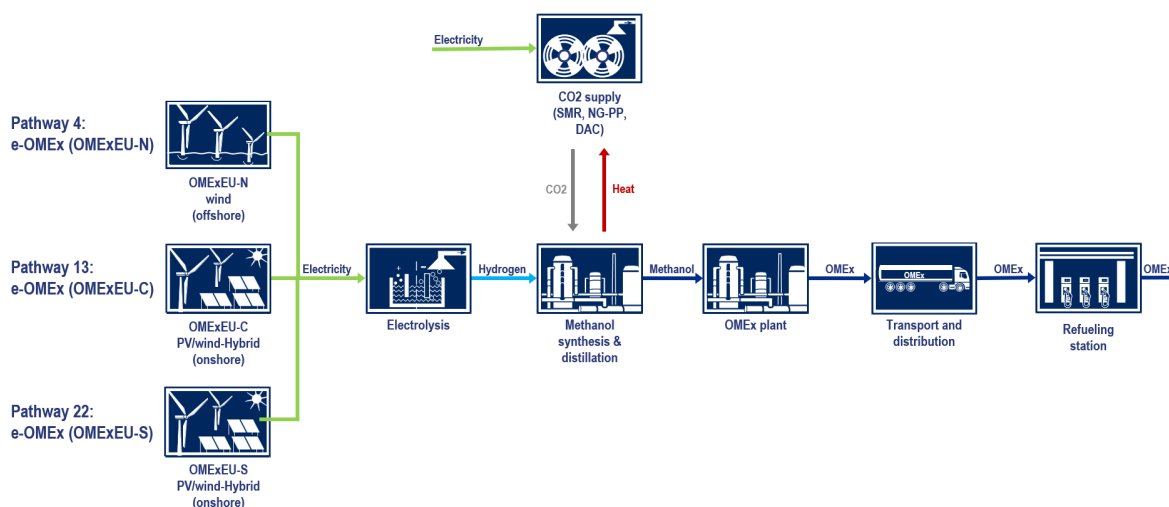 Electricity
CO2 supply
(SMR, NG-PP,
DAC)
Pathway 4:
e-OMEx (OMExEU-N)
OMExEU-N
wind
(offshore)
CO2
Heat
Pathway 13:
e-OMEx (OMExEU-C)
OMExEU-C
PV/wind-Hybrid
(onshore)
Electricity
Electrolysis
Hydrogen
Methanol
synthesis &
distillation
Methanol
OMEx plant
OMEx
OMEx
Transport and
distribution
OMEx
Refueling
station
OMEx
Pathway 22:
e-OMEx (OMExEU-S)
OMExEU-S
PV/wind-Hybrid
(onshore)